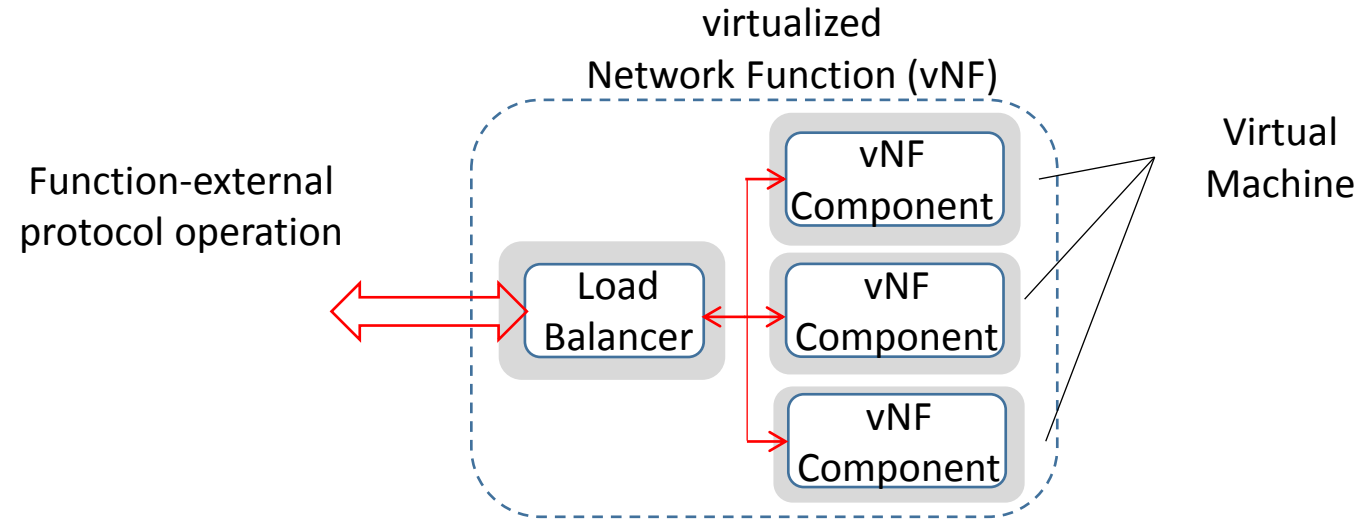 virtualized
Network Function (vNF)
Function-external
protocol operation
Load
Balancer
vNF
Component
vNF
Component
vNF
Component
Virtual
Machine